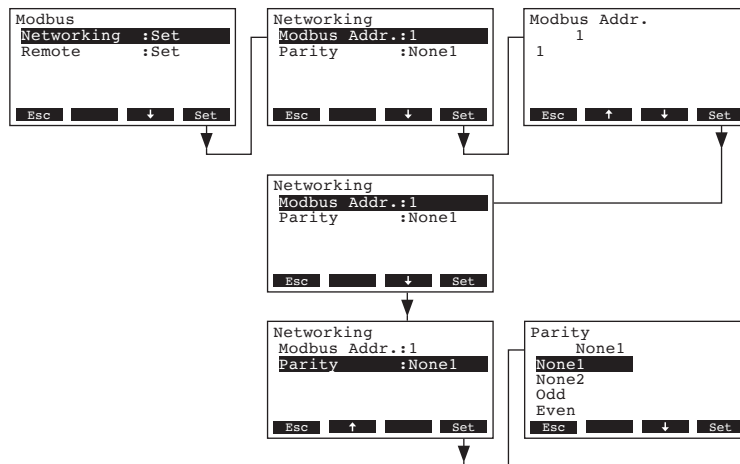 Modbus
Networking :Set
Remote :Set
Esc ↓ Set
Networking
Modbus Addr.:1
Parity :None1
Esc ↓ Set
Modbus Addr.
1
1
Esc ↑ ↓ Set
Networking
Modbus Addr.:1
Parity :None1
Esc ↓ Set
Networking
Modbus Addr.:1
Parity :None1
Esc ↑ Set
Parity
None1
None1
None2
Odd
Even
Esc ↓ Set